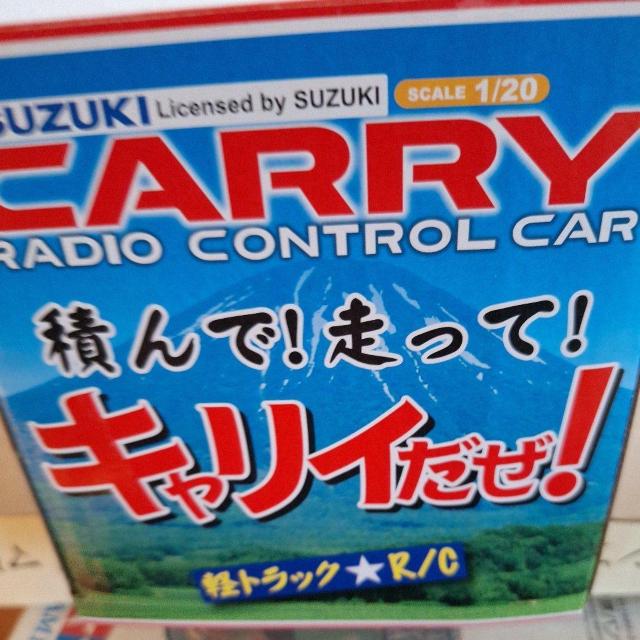 SUZUKI Licensed by SUZUKI SCALE 1/20
CARRY
RADIO CONTROL CAR
積んで!走って!
キャリイだぜ!
軽トラック★R/C